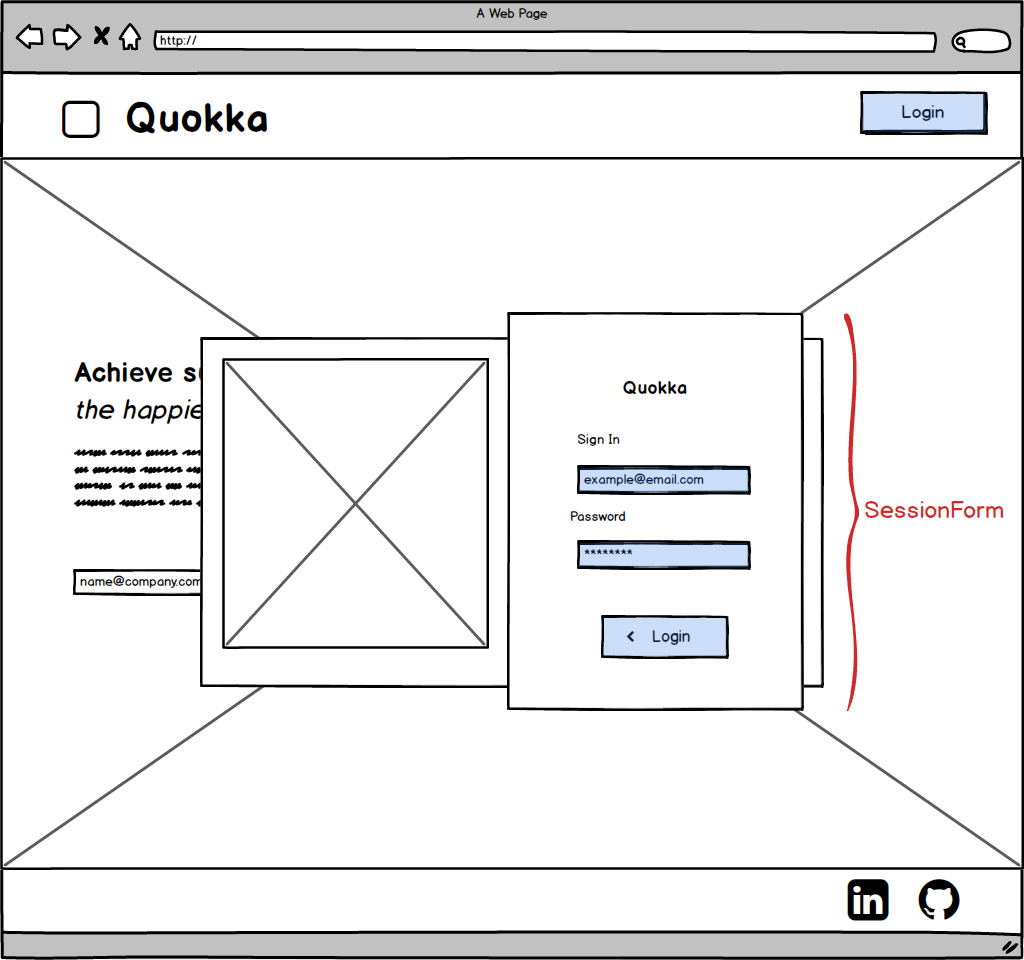 A Web Page
http://
Quokka
Login
Achieve
the
name@company.com
Quokka
Sign In
example@email.com
Password
********
Login
SessionForm
in